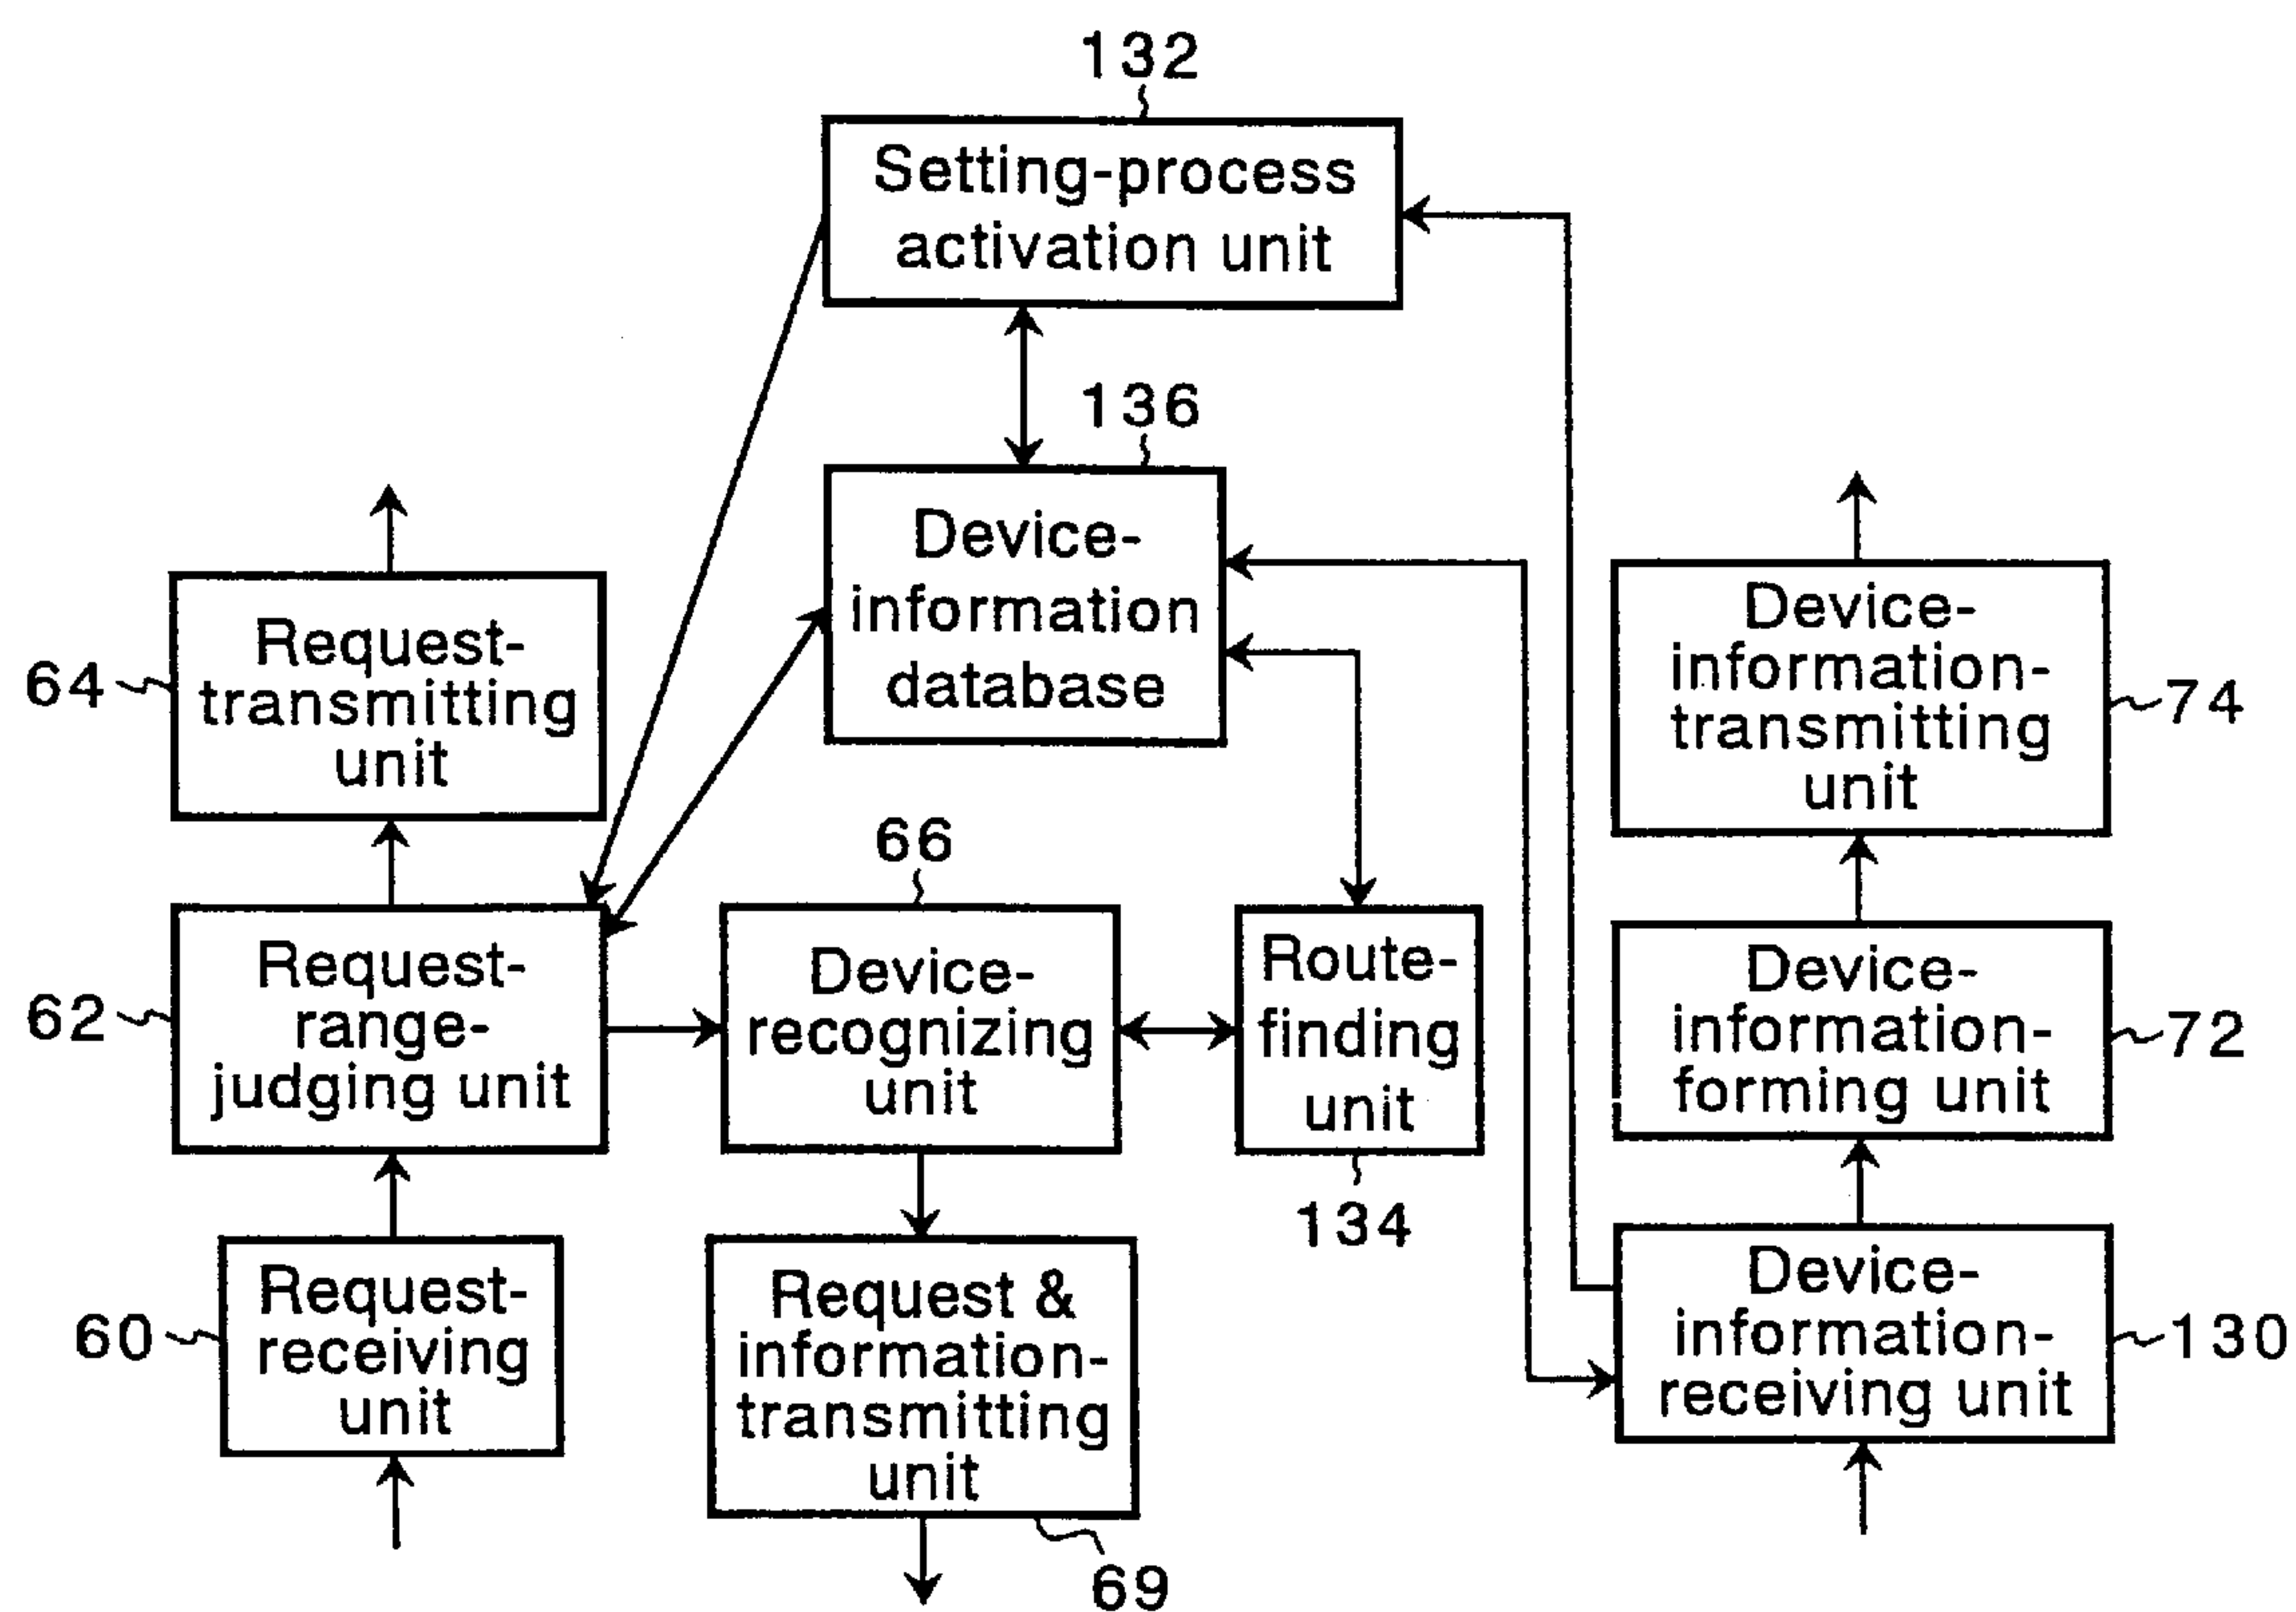 132
Setting-process
activation unit
136
Device-
information
database
64
Request-
transmitting
unit
Device-
information-
transmitting
unit
74
66
62
Request-
range-
judging unit
Device-
recognizing
unit
Route-
finding
unit
134
Device-
information-
forming unit
72
60
Request-
receiving
unit
Request &
information-
transmitting
unit
69
Device-
information-
receiving unit
130